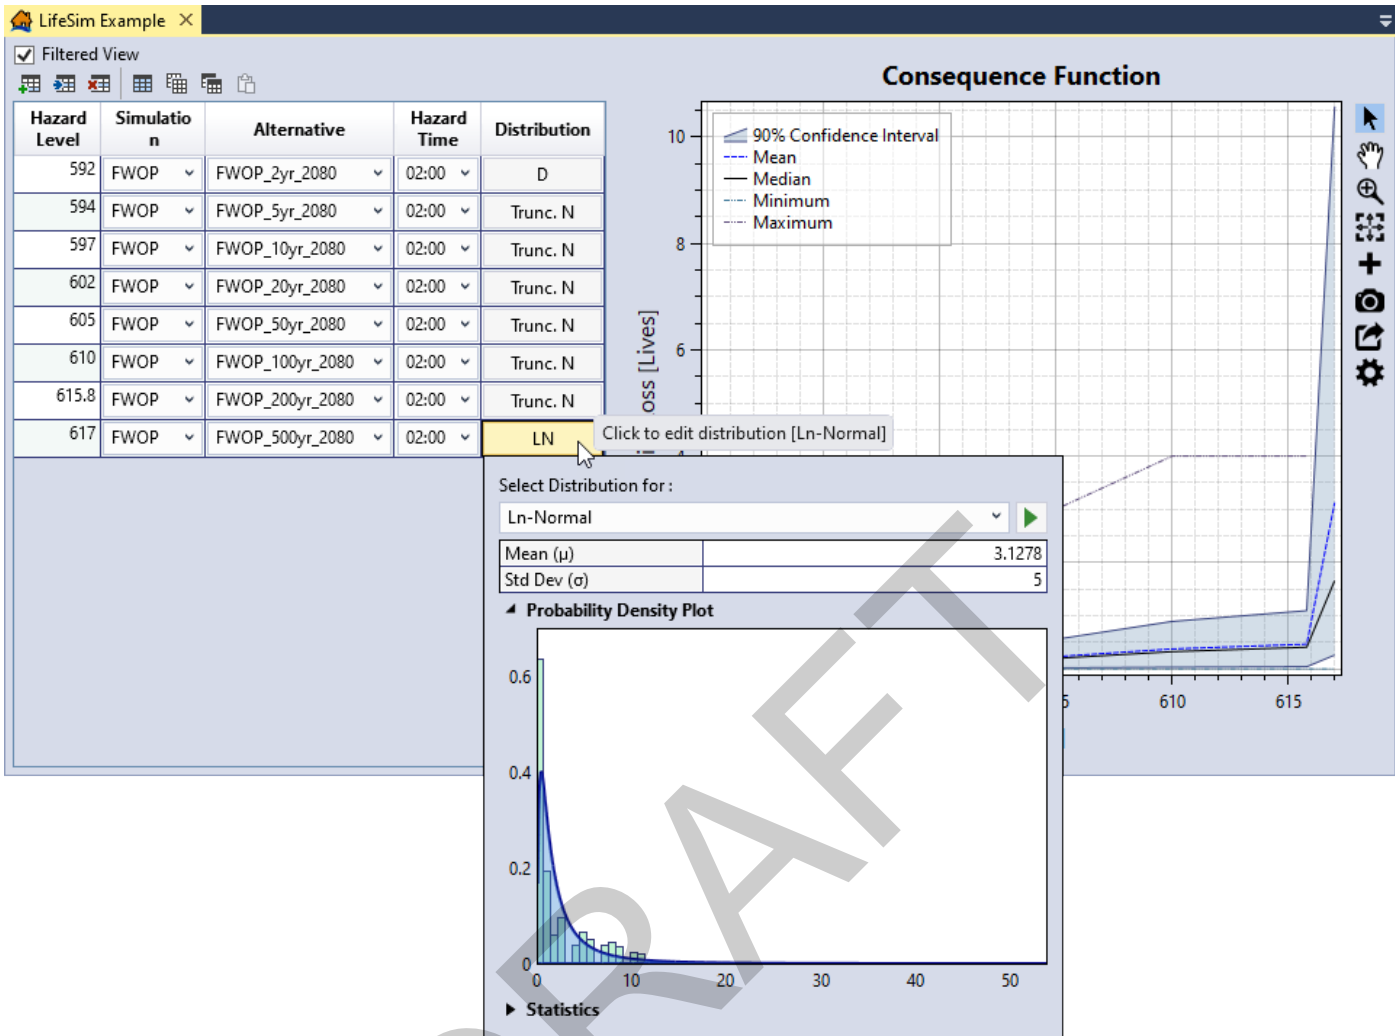 LifeSim Example
Filtered View
Hazard Level Simulatio n Alternative Hazard Time Distribution
592 FWOP FWOP_2yr_2080 02:00 D
594 FWOP FWOP_5yr_2080 02:00 Trunc. N
597 FWOP FWOP_10yr_2080 02:00 Trunc. N
602 FWOP FWOP_20yr_2080 02:00 Trunc. N
605 FWOP FWOP_50yr_2080 02:00 Trunc. N
610 FWOP FWOP_100yr_2080 02:00 Trunc. N
615.8 FWOP FWOP_200yr_2080 02:00 Trunc. N
617 FWOP FWOP_500yr_2080 02:00 LN
Click to edit distribution [Ln-Normal]
Consequence Function
90% Confidence Interval
Mean
Median
Minimum
Maximum
10
8
6
oss [Lives]
610 615
Select Distribution for :
Ln-Normal
Mean (µ) 3.1278
Std Dev (σ) 5
Probability Density Plot
0.6
0.4
0.2
0
0 10 20 30 40 50
Statistics
DRAFT